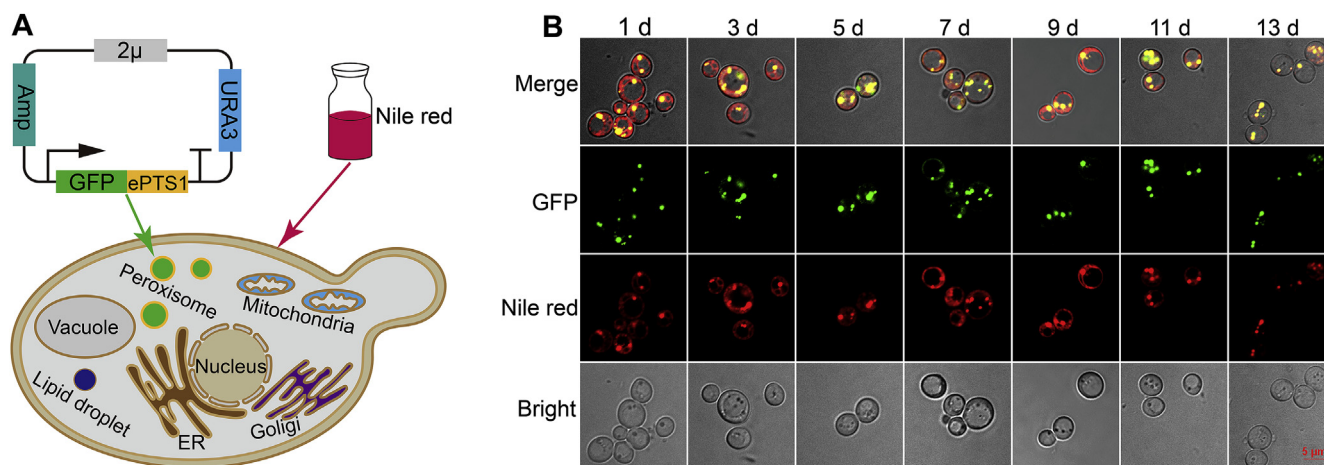 A
2μ
Amp
URA3
GFP
ePTS1
Nile red
Peroxisome
Mitochondria
Vacuole
Nucleus
Lipid droplet
ER
Goligi
B
1 d 3 d 5 d 7 d 9 d 11 d 13 d
Merge
GFP
Nile red
Bright
5 μm